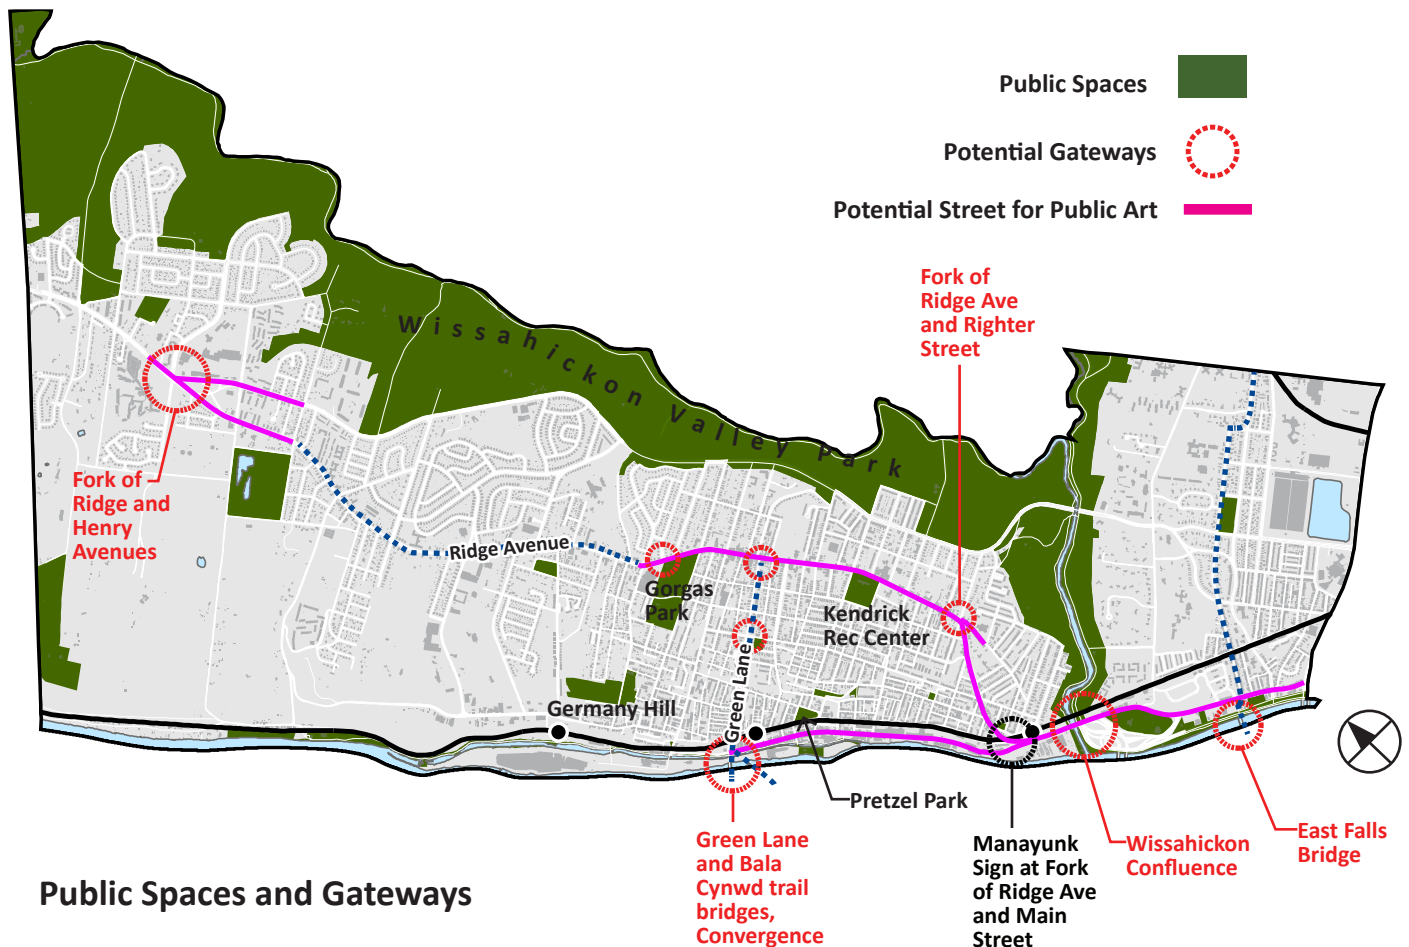 Public Spaces
Potential Gateways
Potential Street for Public Art
Fork of
Ridge Ave
and Righter
Street
Wissahickon Valley Park
Fork of
Ridge and
Henry
Avenues
Ridge Avenue
Gorgas
Park
Kendrick
Rec Center
Green Lane
Germany Hill
Pretzel Park
Green Lane
and Bala
Cynwd trail
bridges,
Convergence
Manayunk
Sign at Fork
of Ridge Ave
and Main
Street
Wissahickon
Confluence
East Falls
Bridge
Public Spaces and Gateways